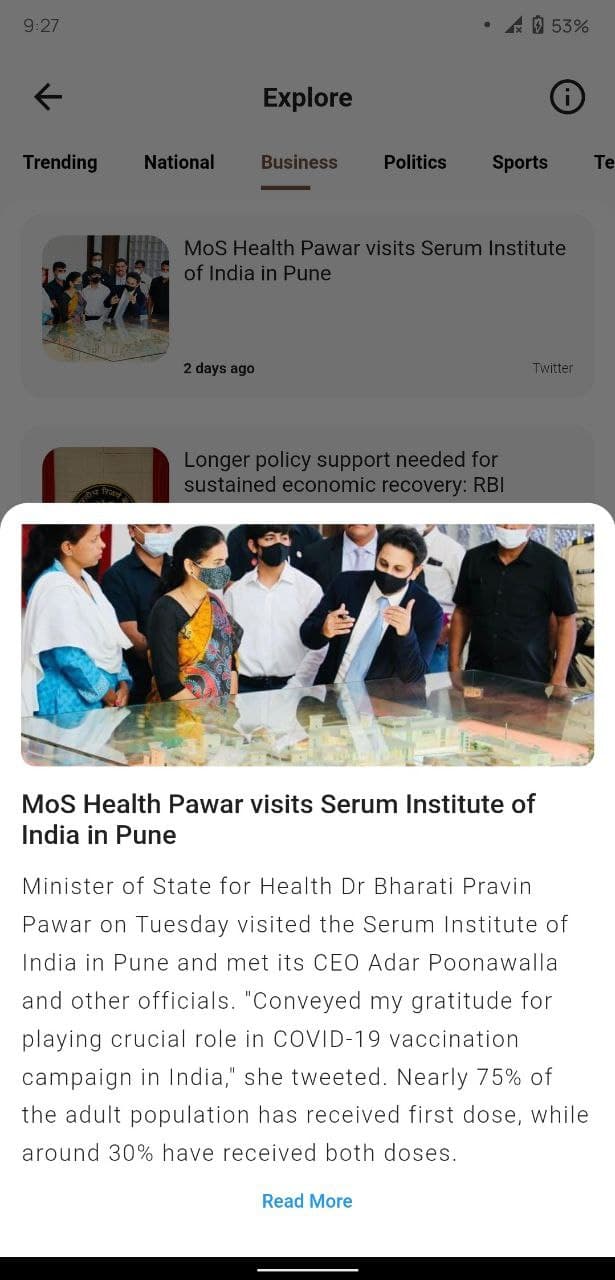 9:27
53%
Explore
Trending National Business Politics Sports Te
MoS Health Pawar visits Serum Institute
of India in Pune
2 days ago Twitter
Longer policy support needed for
sustained economic recovery: RBI
MoS Health Pawar visits Serum Institute of
India in Pune
Minister of State for Health Dr Bharati Pravin
Pawar on Tuesday visited the Serum Institute of
India in Pune and met its CEO Adar Poonawalla
and other officials. "Conveyed my gratitude for
playing crucial role in COVID-19 vaccination
campaign in India," she tweeted. Nearly 75% of
the adult population has received first dose, while
around 30% have received both doses.
Read More